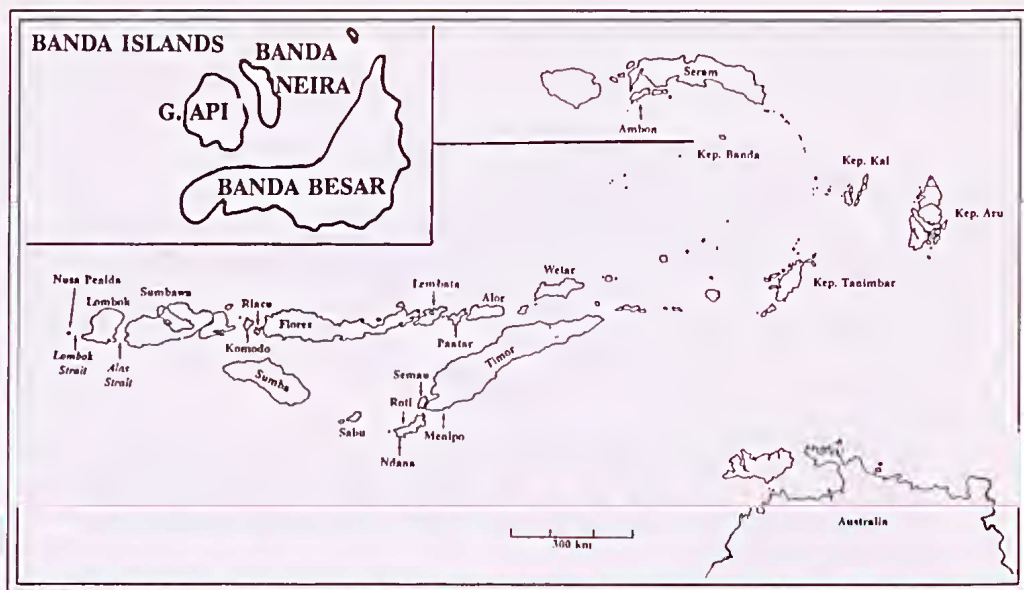 BANDA ISLANDS
BANDA
NEIRA
G. API
BANDA BESAR
Seram
Ambon
Kep. Banda
Kep. Kai
Kep. Aru
Kep. Tanimbar
Nusa Penida
Lombok
Sumbawa
Rinca
Flores
Lembata
Alor
Wetar
Komodo
Pantar
Timor
Lombok
Strait
Alas
Strait
Sumba
Semau
Roti
Sabu
Menipo
Ndana
Australia
300 km